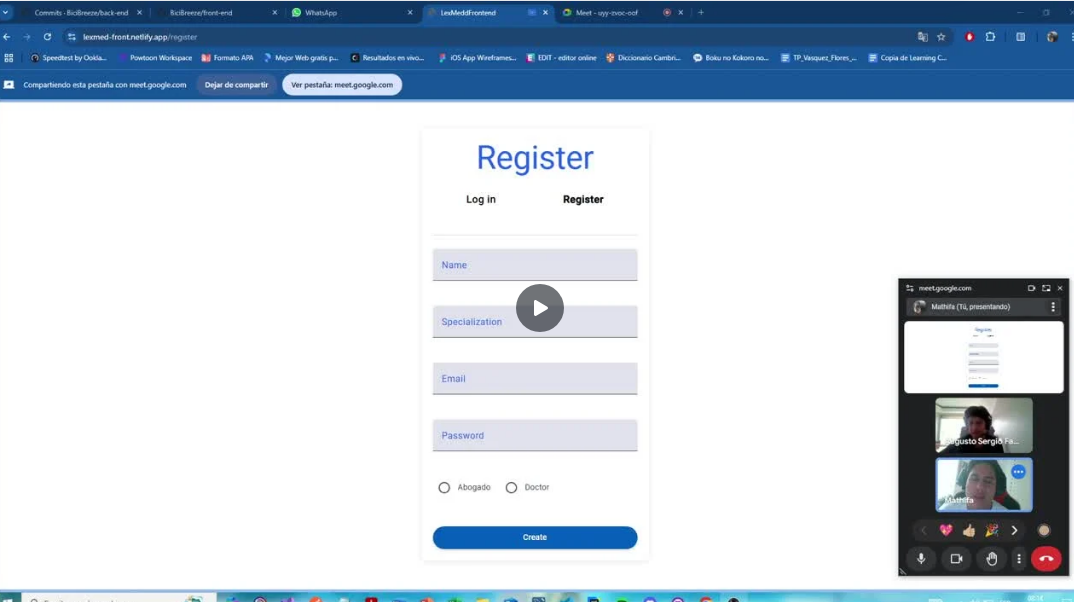 Commits · BiciBreeze/back-end
BiciBreeze/front-end
WhatsApp
LexMeddFrontend
Meet - uyy-zvoc-oof
lexmed-front.netlify.app/register
Speedtest by Ookla...
Powtoon Workspace
Formato APA
Mejor Web gratis p...
Resultados en vivo...
iOS App Wireframes...
EDIT - editor online
Diccionario Cambri...
Boku no Kokoro no...
TP_Vasquez_Flores_...
Copia de Learning C...
Compartiendo esta pestaña con meet.google.com
Dejar de compartir
Ver pestaña: meet.google.com
Register
Log in
Register
Name
Specialization
Email
Password
Abogado
Doctor
Create
meet.google.com
Mathifa (Tú, presentando)
Augusto Sergio Fa...
Mathifa